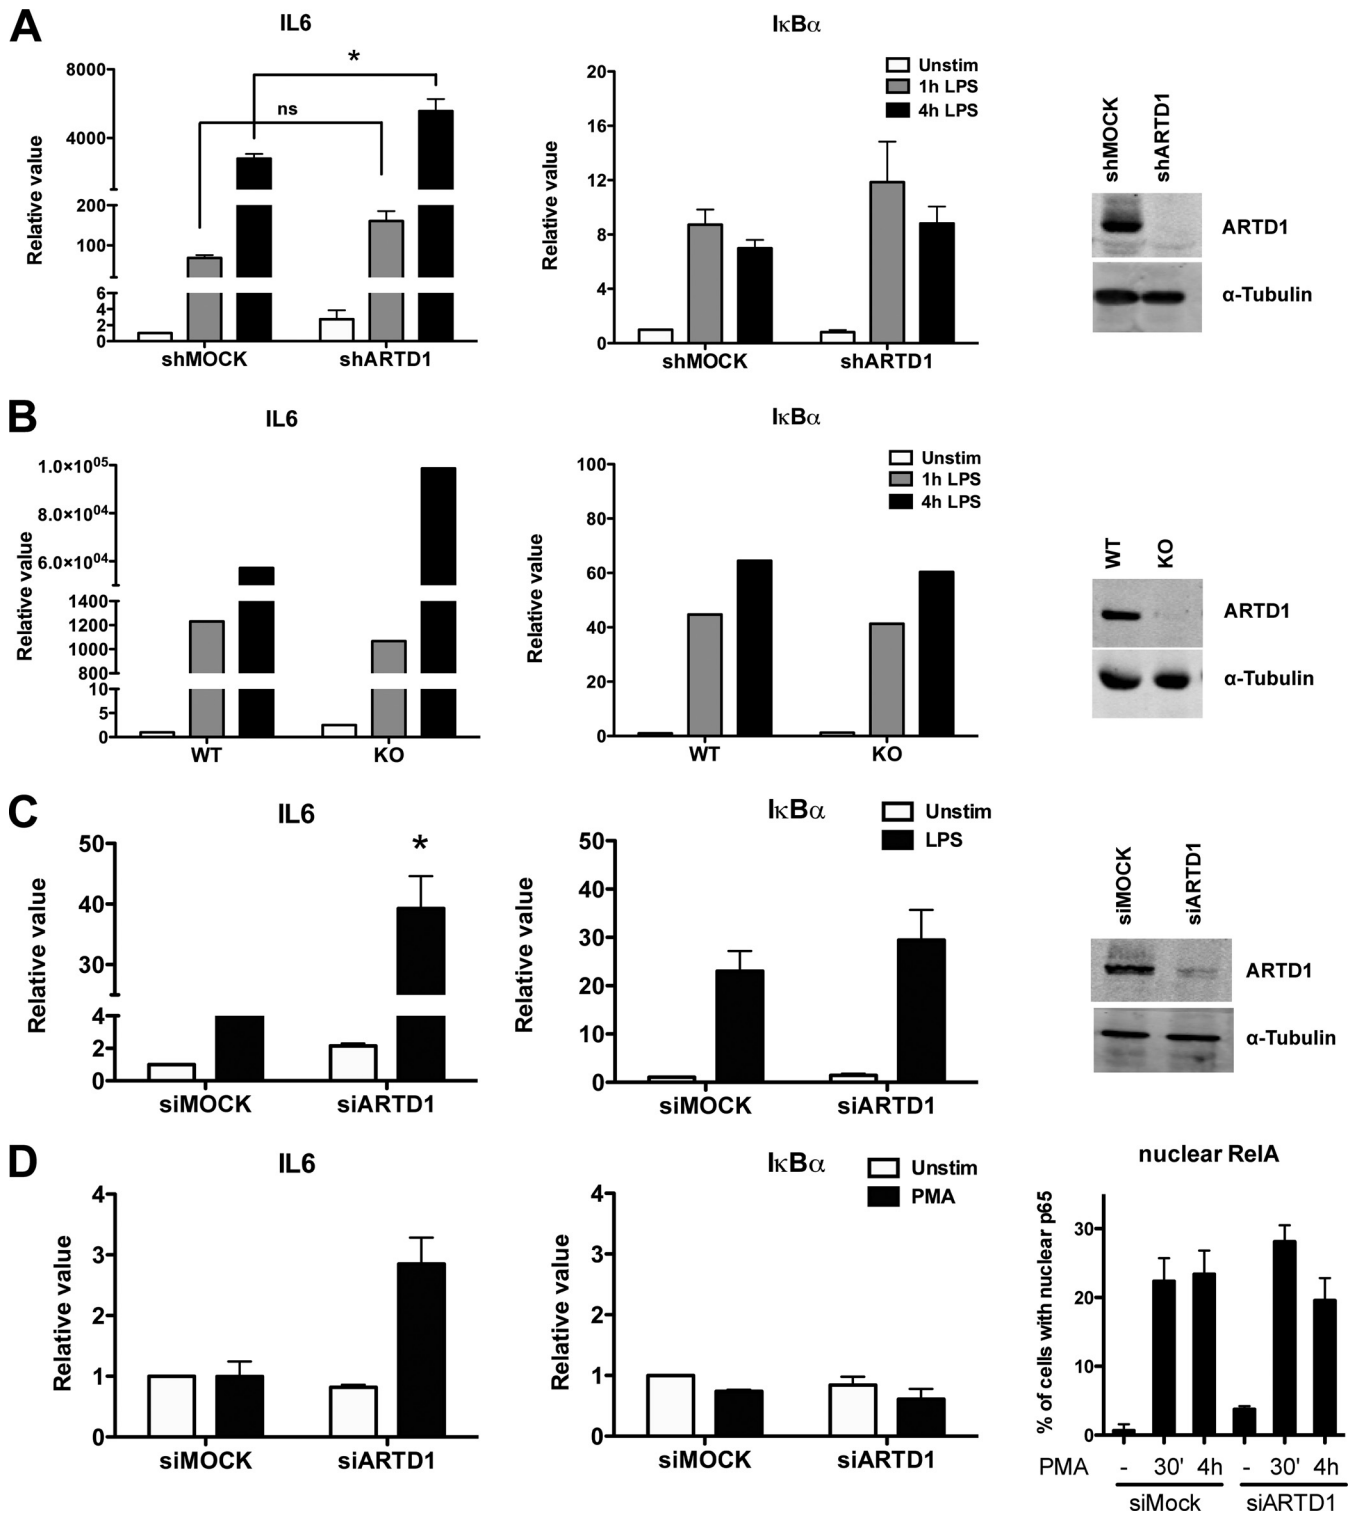 A
IL6
Relative value
8000
4000
200
100
6
4
2
0
ns
*
shMOCK shARTD1
IκBα
Relative value
20
16
12
8
4
0
Unstim
1h LPS
4h LPS
shMOCK shARTD1
shMOCK
shARTD1
ARTD1
α-Tubulin
B
IL6
Relative value
1.0×10⁰⁵
8.0×10⁰⁴
6.0×10⁰⁴
1400
1200
1000
800
10
5
0
WT KO
IκBα
Relative value
100
80
60
40
20
0
Unstim
1h LPS
4h LPS
WT KO
WT
KO
ARTD1
α-Tubulin
C
IL6
Relative value
50
40
30
4
2
0
*
siMOCK siARTD1
IκBα
Relative value
50
40
30
20
10
0
Unstim
LPS
siMOCK siARTD1
siMOCK
siARTD1
ARTD1
α-Tubulin
D
IL6
Relative value
4
3
2
1
0
siMOCK siARTD1
IκBα
Relative value
4
3
2
1
0
Unstim
PMA
siMOCK siARTD1
nuclear RelA
% of cells with nuclear p65
30
20
10
0
PMA - 30' 4h - 30' 4h
siMock siARTD1